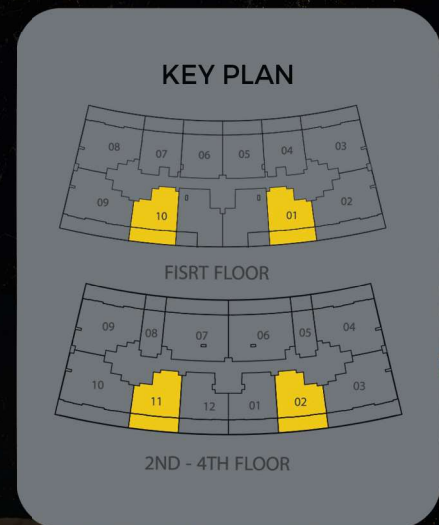 KEY PLAN
08 07 06 05 04 03
09 10 01 02
FISRT FLOOR
09 08 07 06 05 04
10 11 12 01 02 03
2ND - 4TH FLOOR